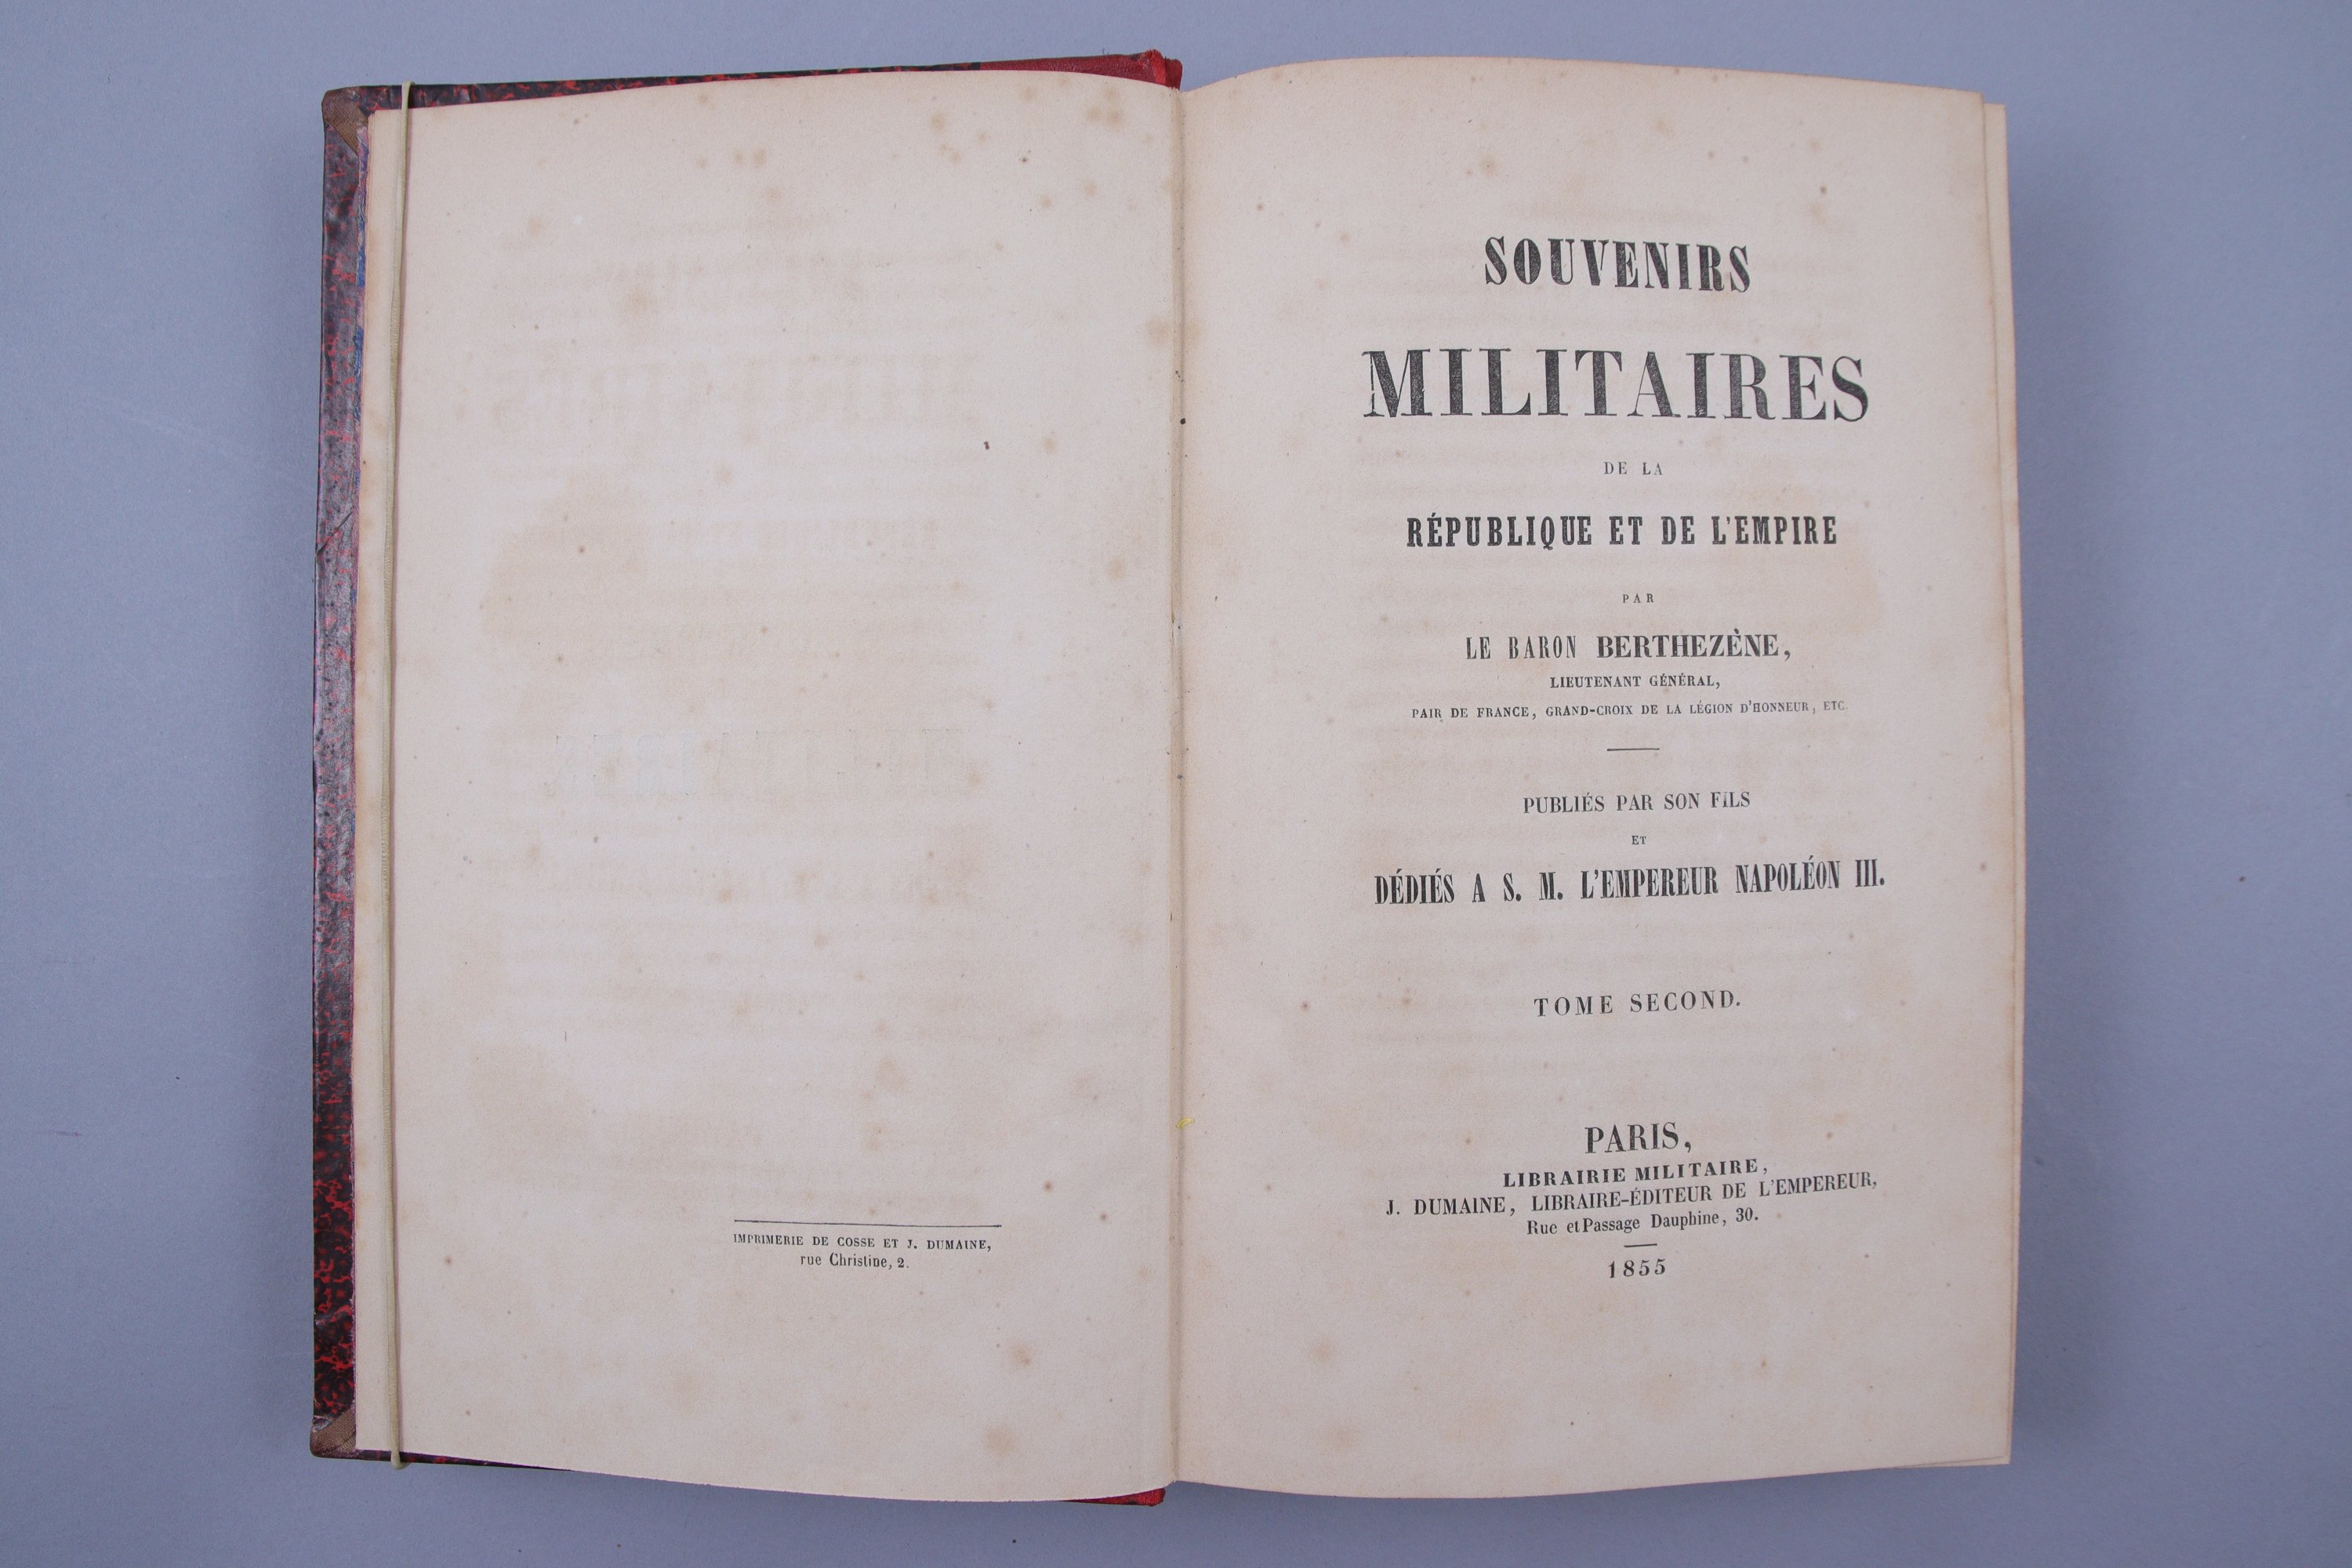 IMPRIMERIE DE COSSE ET J. DUMAINE,
rue Christine, 2.
SOUVENIRS
MILITAIRES
DE LA
RÉPUBLIQUE ET DE L'EMPIRE
PAR
LE BARON BERTHEZÈNE,
LIEUTENANT GÉNÉRAL,
PAIR DE FRANCE, GRAND-CROIX DE LA LÉGION D'HONNEUR, ETC.
PUBLIÉS PAR SON FILS
ET
DÉDIÉS A S. M. L'EMPEREUR NAPOLÉON III.
TOME SECOND.
PARIS,
LIBRAIRIE MILITAIRE,
J. DUMAINE, LIBRAIRE-ÉDITEUR DE L'EMPEREUR,
Rue et Passage Dauphine, 30.
1855